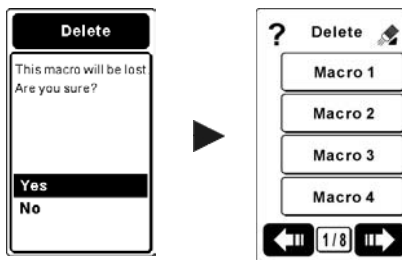 Delete
This macro will be lost.
Are you sure?
Yes
No
? Delete
Macro 1
Macro 2
Macro 3
Macro 4
1/8